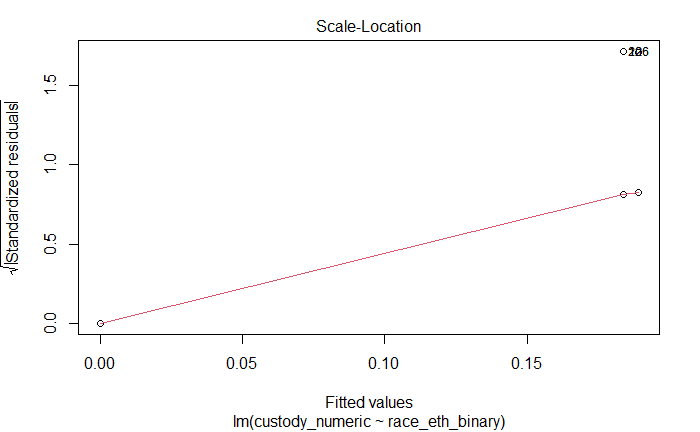 Scale-Location
√|Standardized residuals|
1.5
1.0
0.5
0.0
0.00 0.05 0.10 0.15
Fitted values
lm(custody_numeric ~ race_eth_binary)